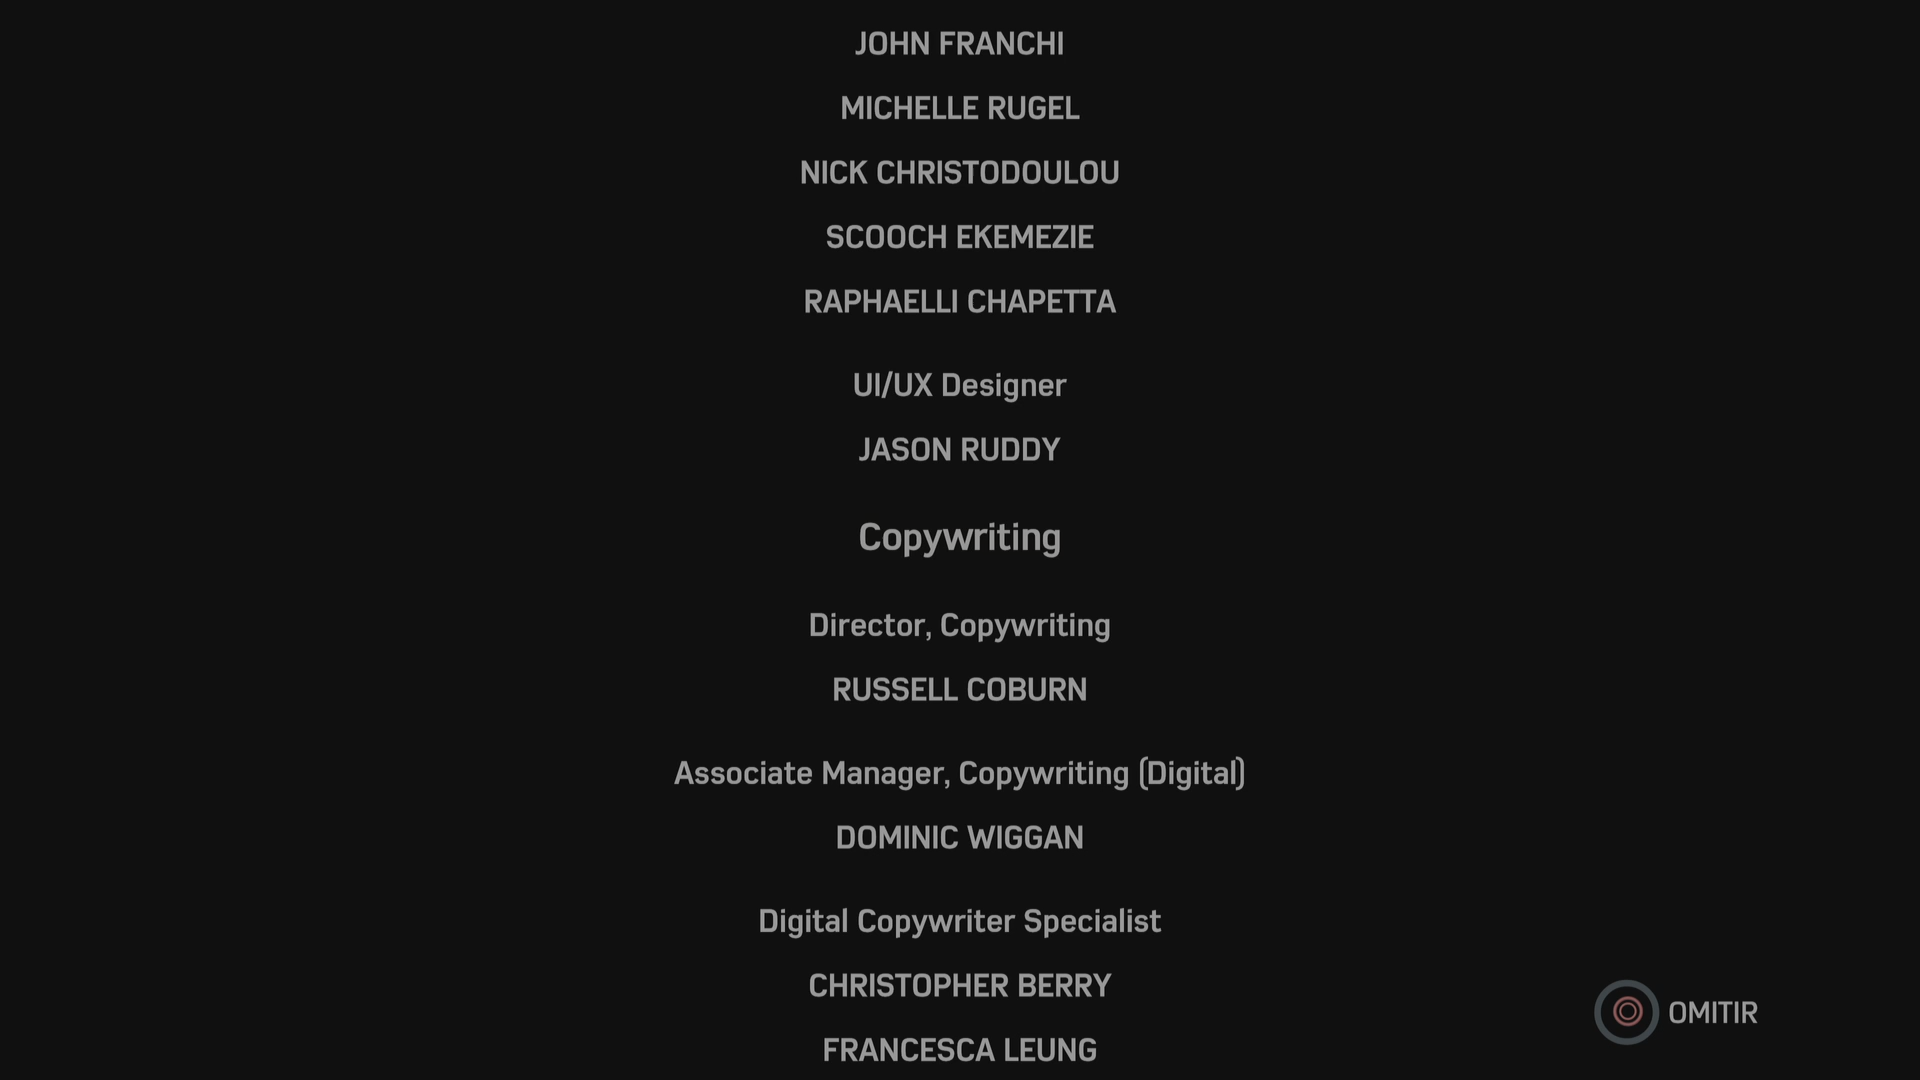 JOHN FRANCHI
MICHELLE RUGEL
NICK CHRISTODOULOU
SCOOCH EKEMEZIE
RAPHAELLI CHAPETTA
UI/UX Designer
JASON RUDDY
Copywriting
Director, Copywriting
RUSSELL COBURN
Associate Manager, Copywriting (Digital)
DOMINIC WIGGAN
Digital Copywriter Specialist
CHRISTOPHER BERRY
OMITIR
FRANCESCA LEUNG